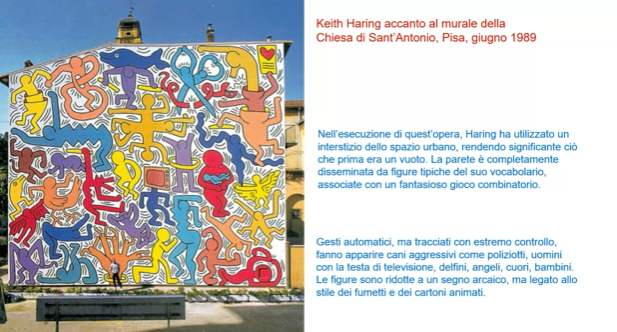 Keith Haring accanto al murale della
Chiesa di Sant'Antonio, Pisa, giugno 1989
Nell'esecuzione di quest'opera, Haring ha utilizzato un
interstizio dello spazio urbano, rendendo significante ciò
che prima era un vuoto. La parete è completamente
disseminata da figure tipiche del suo vocabolario,
associate con un fantasioso gioco combinatorio.
Gesti automatici, ma tracciati con estremo controllo,
fanno apparire cani aggressivi come poliziotti, uomini
con la testa di televisione, delfini, angeli, cuori, bambini.
Le figure sono ridotte a un segno arcaico, ma legato allo
stile dei fumetti e dei cartoni animati.